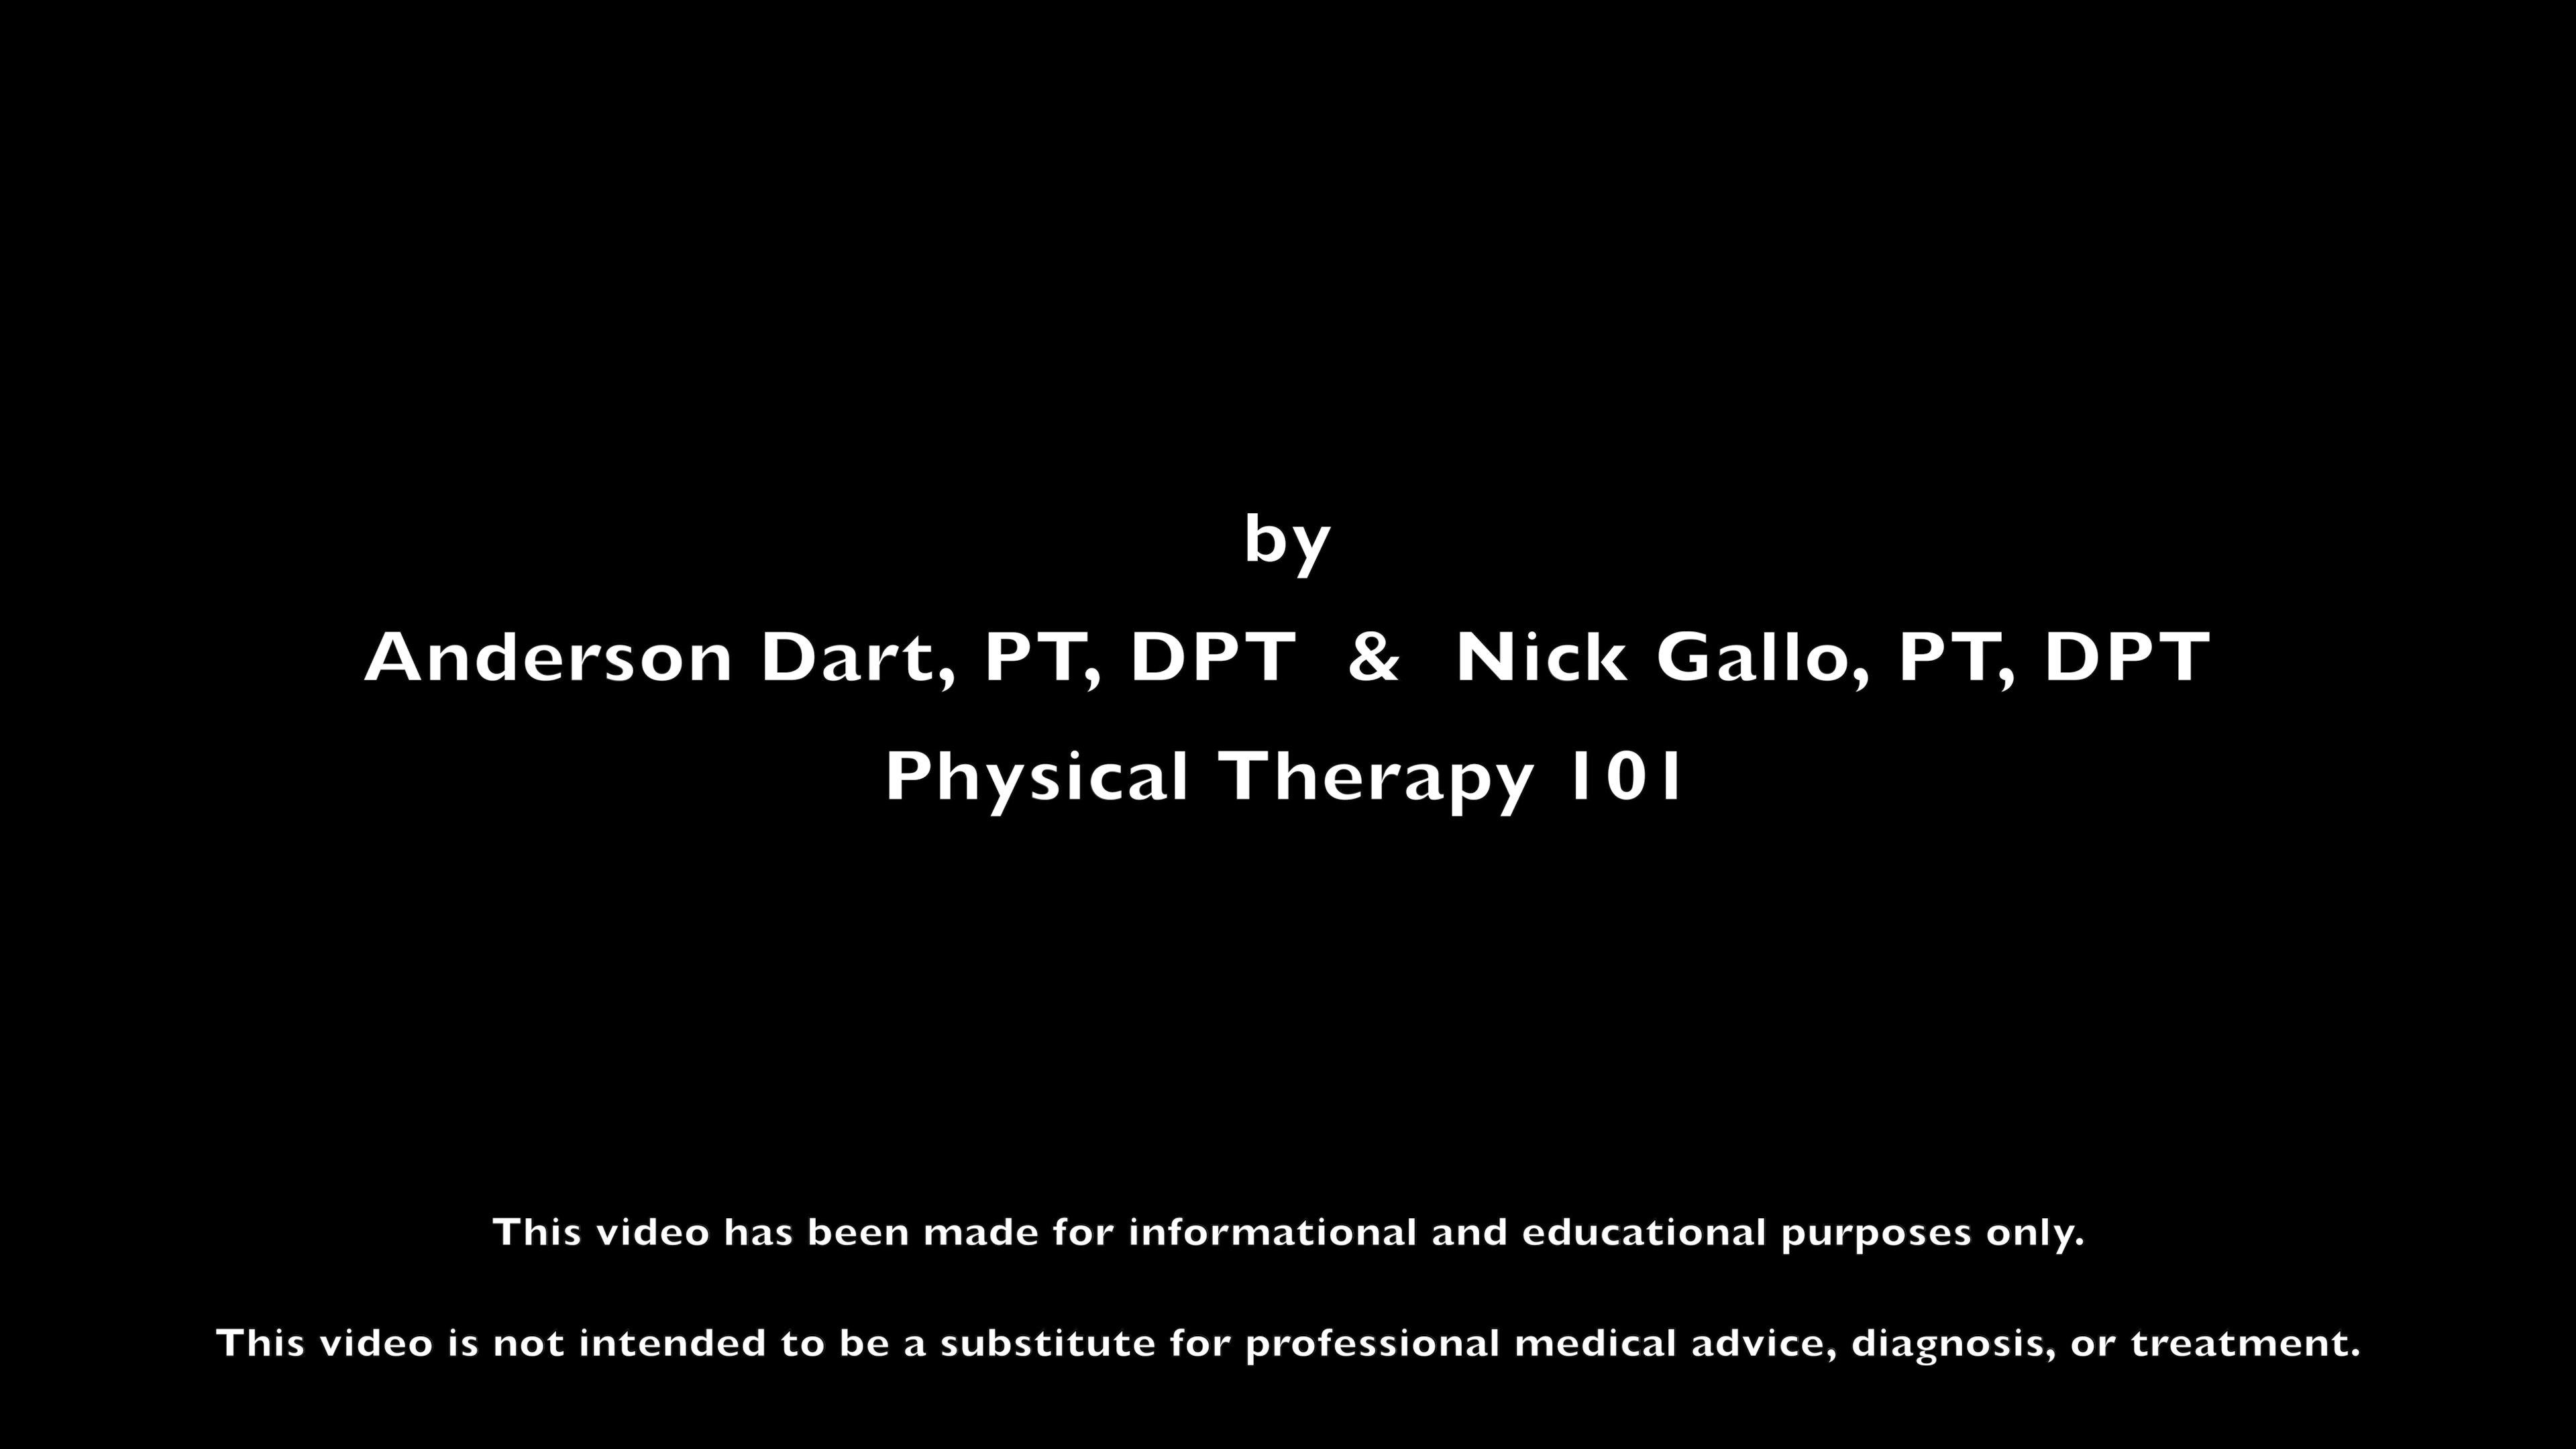 by
Anderson Dart, PT, DPT & Nick Gallo, PT, DPT
Physical Therapy 101
This video has been made for informational and educational purposes only.
This video is not intended to be a substitute for professional medical advice, diagnosis, or treatment.